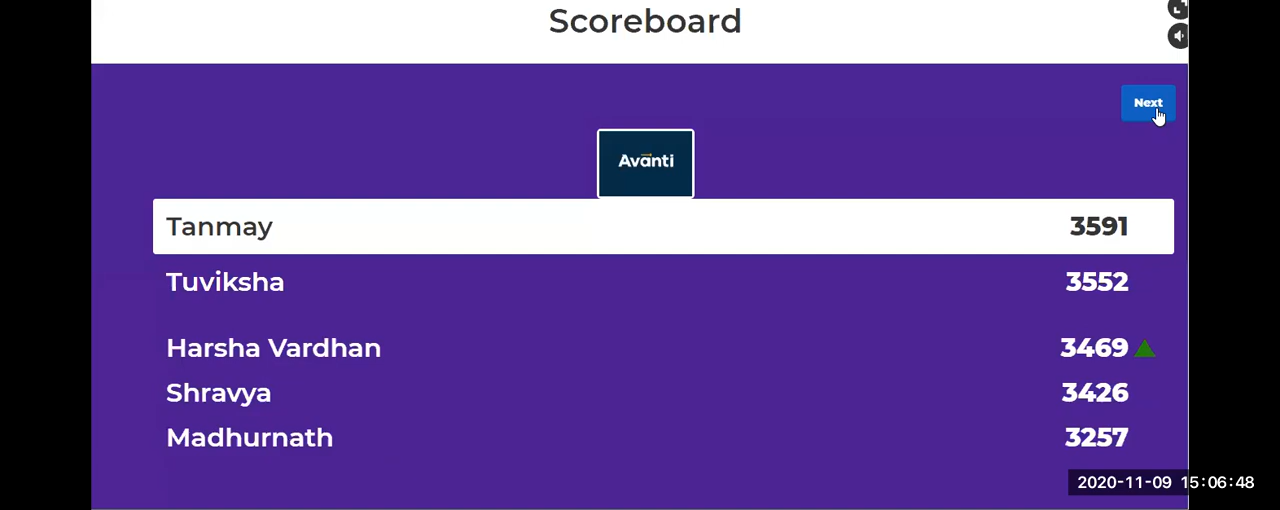 Scoreboard
Next
Avanti
Tanmay 3591
Tuviksha 3552
Harsha Vardhan 3469
Shravya 3426
Madhurnath 3257
2020-11-09 15:06:48